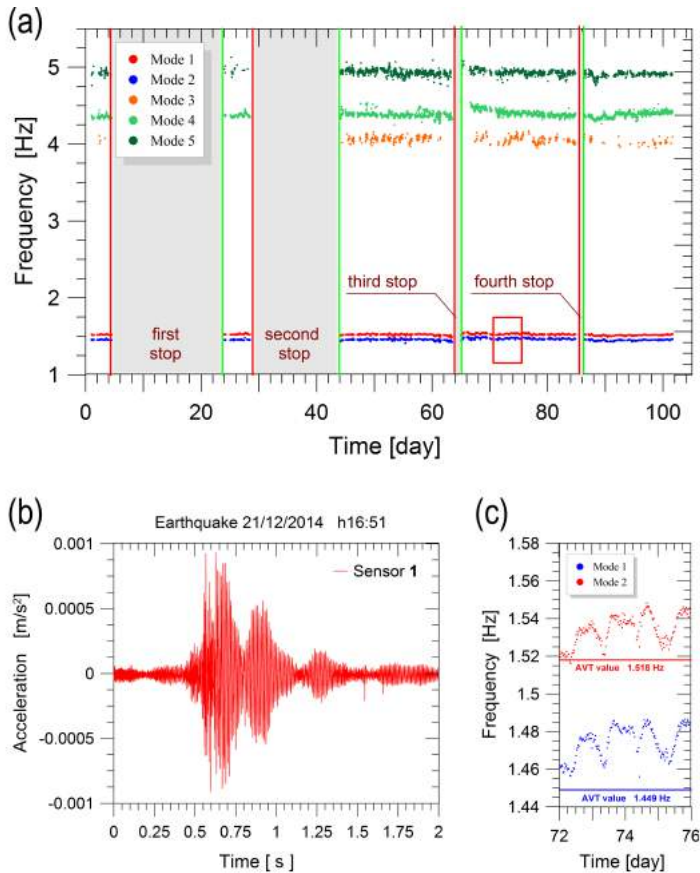 (a)
5
4
3
2
1
Frequency [Hz]
Mode 1
Mode 2
Mode 3
Mode 4
Mode 5
first
stop
second
stop
third stop
fourth stop
0 20 40 60 80 100
Time [day]
(b)
Earthquake 21/12/2014 h16:51
Sensor 1
0.001
0.0005
0
-0.0005
-0.001
Acceleration [m/s²]
0 0.25 0.5 0.75 1 1.25 1.5 1.75 2
Time [ s ]
(c)
1.58
1.56
1.54
1.52
1.5
1.48
1.46
1.44
Frequency [Hz]
Mode 1
Mode 2
AVT value 1.518 Hz
AVT value 1.449 Hz
72 74 76
Time [day]